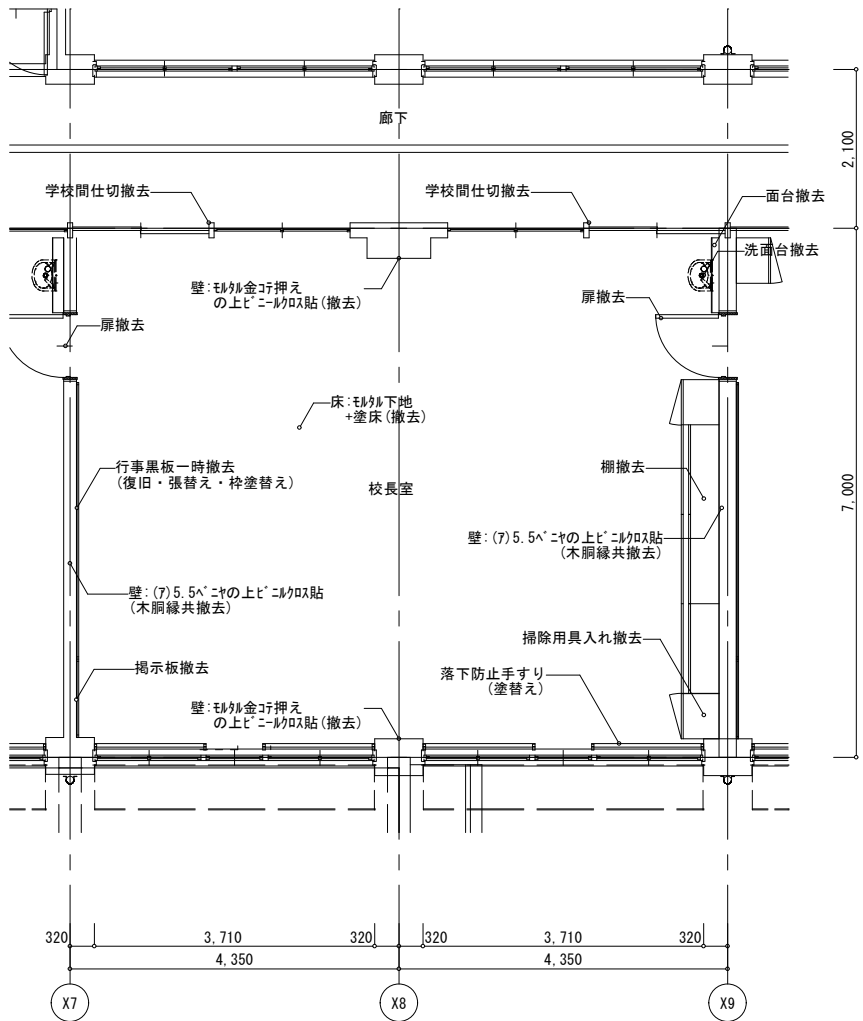 廊下
2,100
学校間仕切撤去
学校間仕切撤去
面台撤去
洗面台撤去
壁:ﾓﾙﾀﾙ金ｺﾃ押え
の上ﾋﾞﾆｰﾙｸﾛｽ貼(撤去)
扉撤去
扉撤去
床:ﾓﾙﾀﾙ下地
+塗床(撤去)
行事黒板一時撤去
(復旧・張替え・枠塗替え)
校長室
棚撤去
7,000
壁:(ｱ)5.5ﾍﾞﾆﾔの上ﾋﾞﾆﾙｸﾛｽ貼
(木胴縁共撤去)
壁:(ｱ)5.5ﾍﾞﾆﾔの上ﾋﾞﾆﾙｸﾛｽ貼
(木胴縁共撤去)
掃除用具入れ撤去
掲示板撤去
落下防止手すり
(塗替え)
壁:ﾓﾙﾀﾙ金ｺﾃ押え
の上ﾋﾞﾆｰﾙｸﾛｽ貼(撤去)
320
3,710
320
320
3,710
320
4,350
4,350
X7
X8
X9